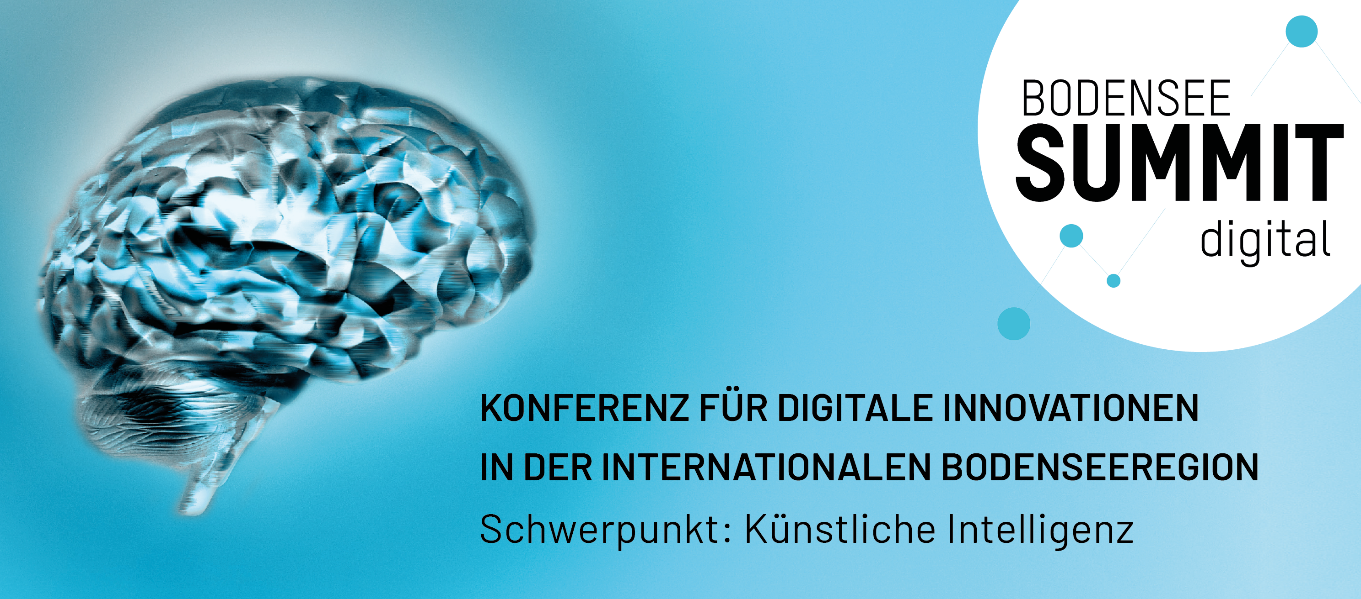 BODENSEE
SUMMIT
digital
KONFERENZ FÜR DIGITALE INNOVATIONEN
IN DER INTERNATIONALEN BODENSEEREGION
Schwerpunkt: Künstliche Intelligenz